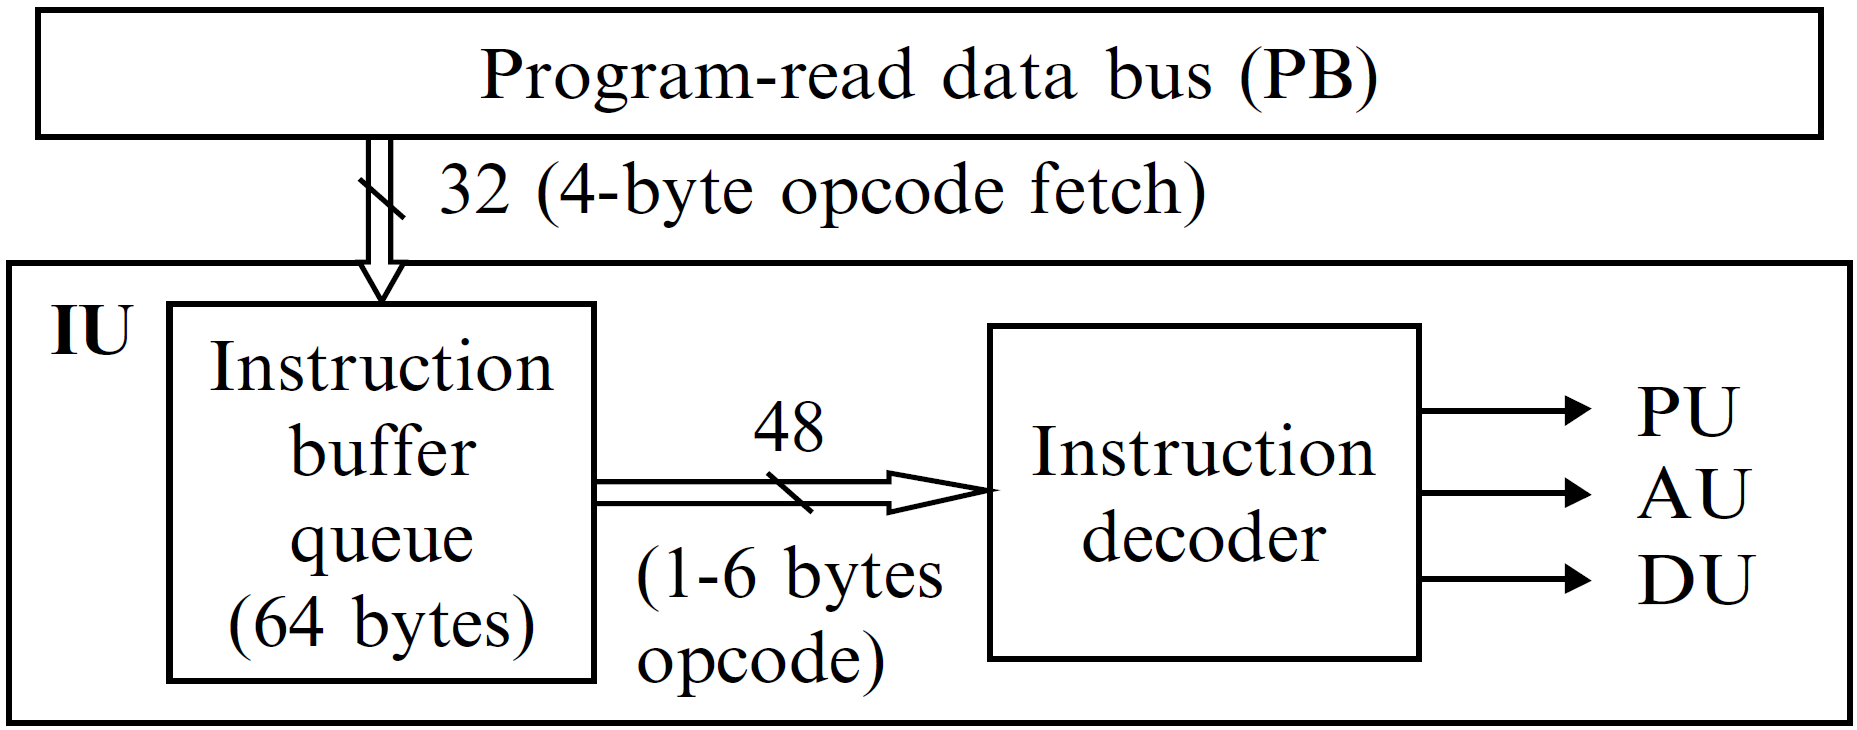 Program-read data bus (PB)
32 (4-byte opcode fetch)
IU
Instruction
buffer
queue
(64 bytes)
48
(1-6 bytes
opcode)
Instruction
decoder
PU
AU
DU